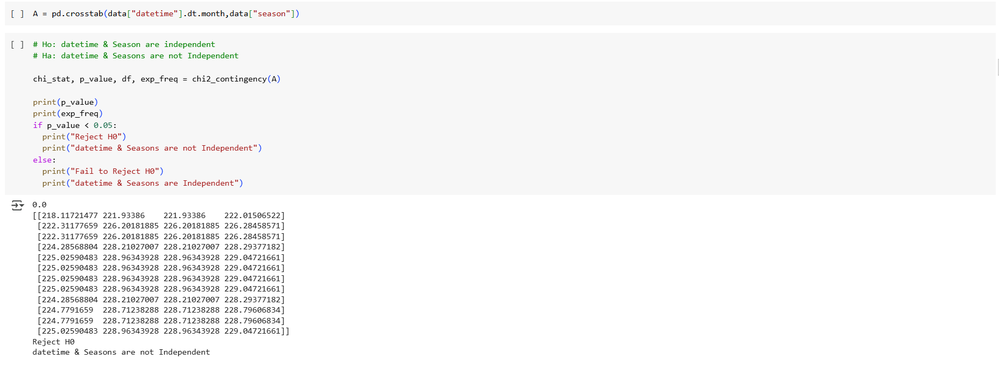 [ ] A = pd.crosstab(data["datetime"].dt.month,data["season"])
[ ] # Ho: datetime & Season are independent
# Ha: datetime & Seasons are not Independent
chi_stat, p_value, df, exp_freq = chi2_contingency(A)
print(p_value)
print(exp_freq)
if p_value < 0.05:
  print("Reject H0")
  print("datetime & Seasons are not Independent")
else:
  print("Fail to Reject H0")
  print("datetime & Seasons are Independent")
0.0
[[218.11721477 221.93386    221.93386    222.01506522]
 [222.31177659 226.20181885 226.20181885 226.28458571]
 [222.31177659 226.20181885 226.20181885 226.28458571]
 [224.28568804 228.21027007 228.21027007 228.29377182]
 [225.02590483 228.96343928 228.96343928 229.04721661]
 [225.02590483 228.96343928 228.96343928 229.04721661]
 [225.02590483 228.96343928 228.96343928 229.04721661]
 [225.02590483 228.96343928 228.96343928 229.04721661]
 [224.28568804 228.21027007 228.21027007 228.29377182]
 [224.7791659  228.71238288 228.71238288 228.79606834]
 [224.7791659  228.71238288 228.71238288 228.79606834]
 [225.02590483 228.96343928 228.96343928 229.04721661]]
Reject H0
datetime & Seasons are not Independent